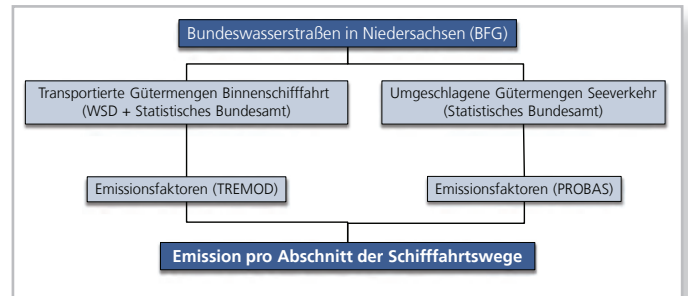 Bundeswasserstraßen in Niedersachsen (BFG)
Transportierte Gütermengen Binnenschifffahrt
(WSD + Statistisches Bundesamt)
Umgeschlagene Gütermengen Seeverkehr
(Statistisches Bundesamt)
Emissionsfaktoren (TREMOD)
Emissionsfaktoren (PROBAS)
Emission pro Abschnitt der Schifffahrtswege